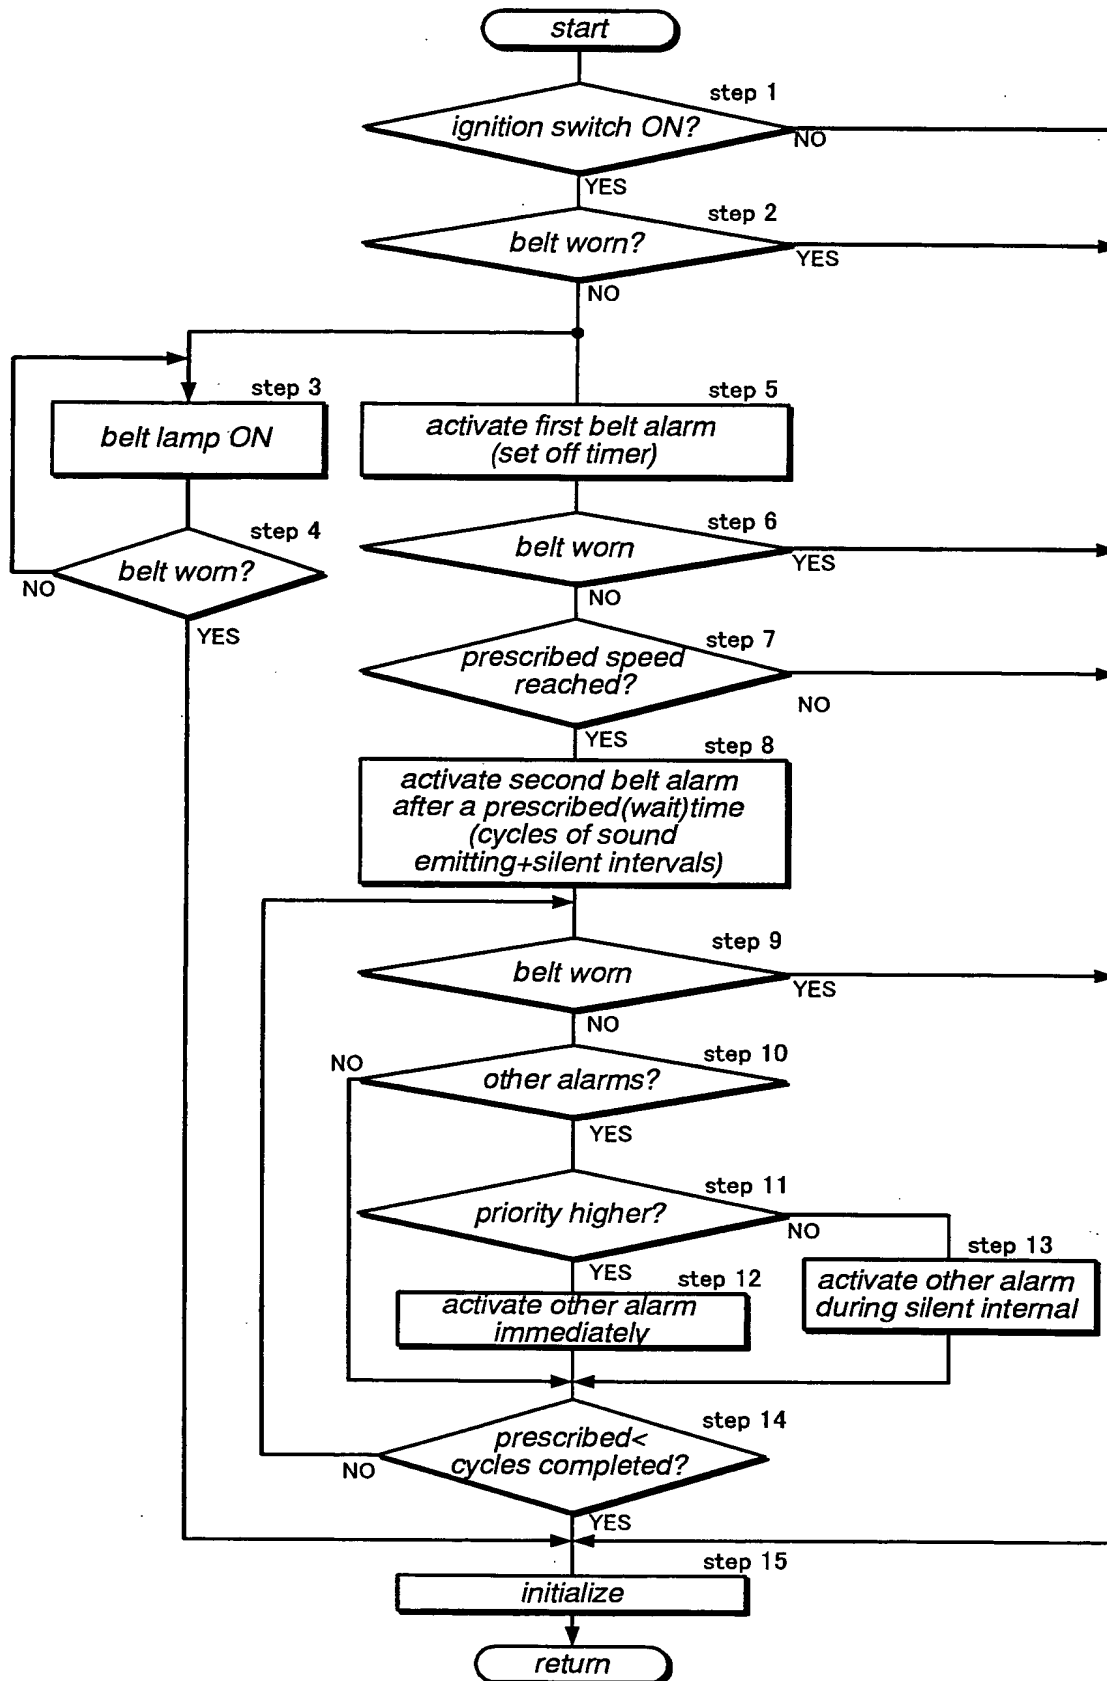 start
step 1
ignition switch ON?
NO
YES
step 2
belt worn?
YES
NO
step 3
belt lamp ON
step 5
activate first belt alarm
(set off timer)
step 4
belt worn?
NO
YES
step 6
belt worn
YES
NO
step 7
prescribed speed
reached?
NO
YES
step 8
activate second belt alarm
after a prescribed(wait)time
(cycles of sound
emitting+silent intervals)
step 9
belt worn
YES
NO
step 10
NO
other alarms?
YES
step 11
priority higher?
NO
YES
step 12
activate other alarm
immediately
step 13
activate other alarm
during silent internal
step 14
prescribed<
cycles completed?
NO
YES
step 15
initialize
return